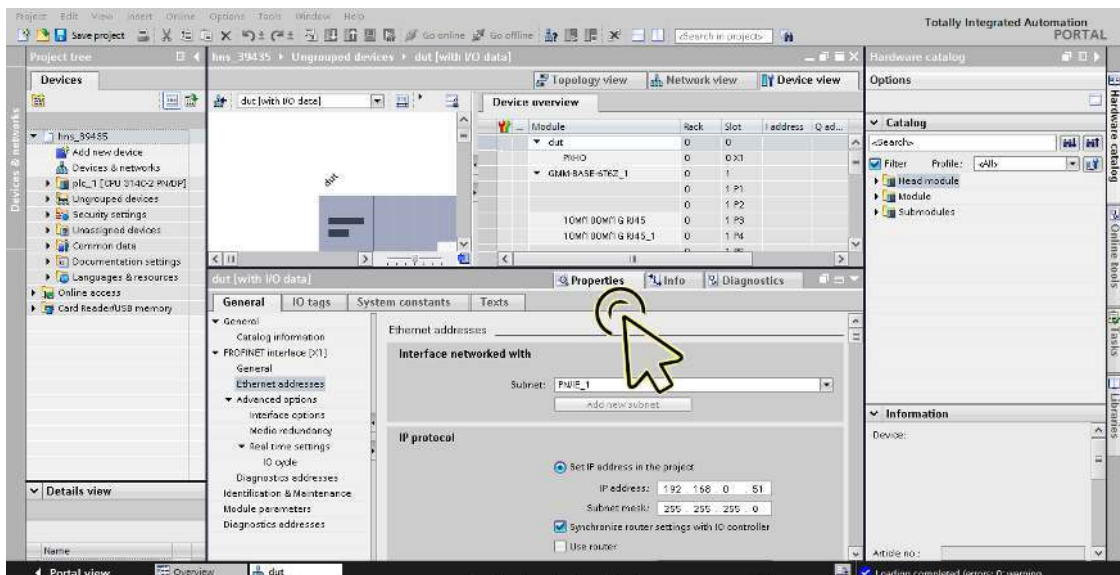 Project Edit View Insert Online Options Tools Window Help
Totally Integrated Automation
PORTAL
Save project
Go online
Go offline
<Search in project>
Project tree
hns_39435 › Ungrouped devices › dut [with I/O data]
Hardware catalog
Devices
Topology view
Network view
Device view
Options
dut [with I/O data]
Device overview
Module
Rack
Slot
I address
Q ad...
Catalog
<Search>
Filter
Profile:
<All>
Head module
Module
Submodules
hns_39435
Add new device
Devices & networks
plc_1 [CPU 314C-2 PN/DP]
Ungrouped devices
Security settings
Unassigned devices
Common data
Documentation settings
Languages & resources
Online access
Card Reader/USB memory
dut
dut 0 0
PN-IO 0 0 X1
GMM-BASE-6T6Z_1 0 1
0 1 P1
0 1 P2
0 1 P3
0 1 P4
dut [with I/O data]
Properties
Info
Diagnostics
General
IO tags
System constants
Texts
General
Catalog information
PROFINET interface [X1]
General
Ethernet addresses
Advanced options
Interface options
Media redundancy
Real time settings
IO cycle
Diagnostics addresses
Identification & Maintenance
Module parameters
Diagnostics addresses
Ethernet addresses
Interface networked with
Subnet: PN/IE_1
Add new subnet
IP protocol
Set IP address in the project
IP address: 192 . 168 . 0 . 51
Subnet mask: 255 . 255 . 255 . 0
Synchronize router settings with IO controller
Use router
Information
Device:
Article no.:
Details view
Name
Devices & networks
Hardware catalog
Online tools
Tasks
Libraries
Portal view
Overview
dut
Loading completed (errors: 0; warning